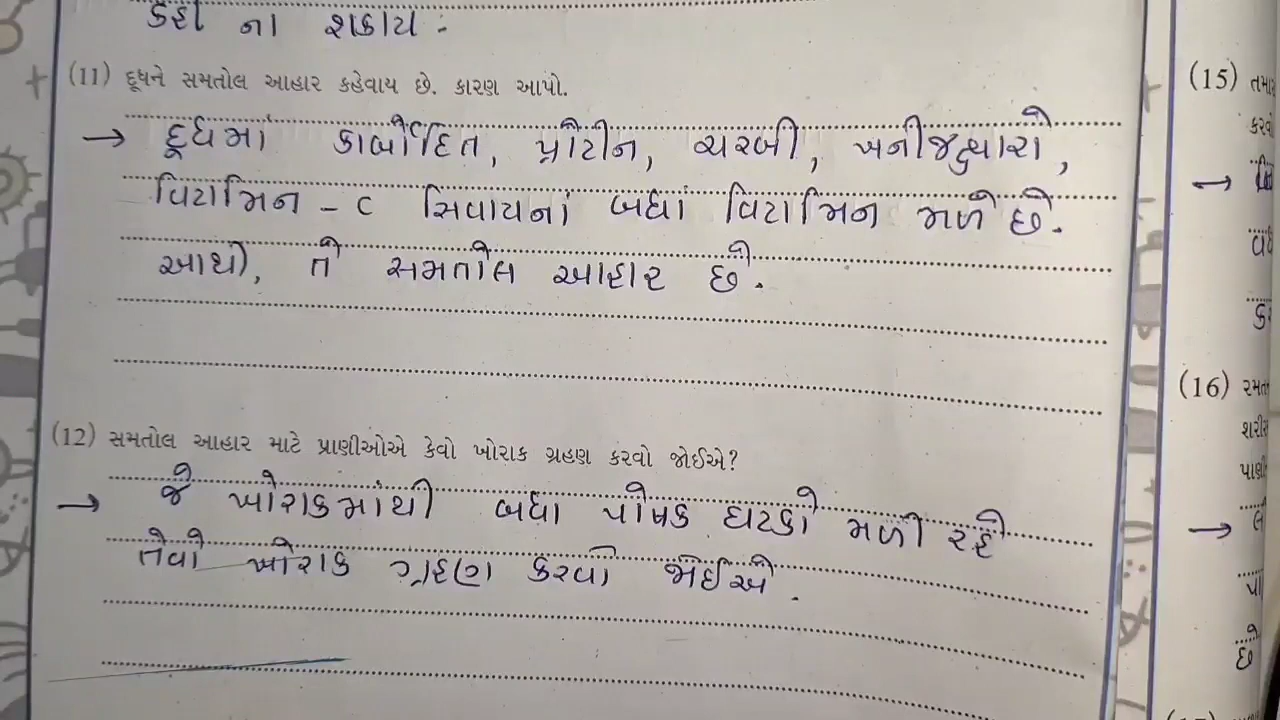 કહી ના શકાય.
(11) દૂધને સમતોલ આહાર કહેવાય છે. કારણ આપો.
→ દૂધમાં કાર્બોદિત, પ્રોટીન, ચરબી, ખનીજક્ષારો,
વિટામિન - C સિવાયનાં બધાં વિટામિન મળે છે.
આથી, તે સમતોલ આહાર છે.
(12) સમતોલ આહાર માટે પ્રાણીઓએ કેવો ખોરાક ગ્રહણ કરવો જોઈએ?
→ જે ખોરાકમાંથી બધા પોષક ઘટકો મળી રહે
તેવો ખોરાક ગ્રહણ કરવો જોઈએ.
(15)
→
(16)
→
છે